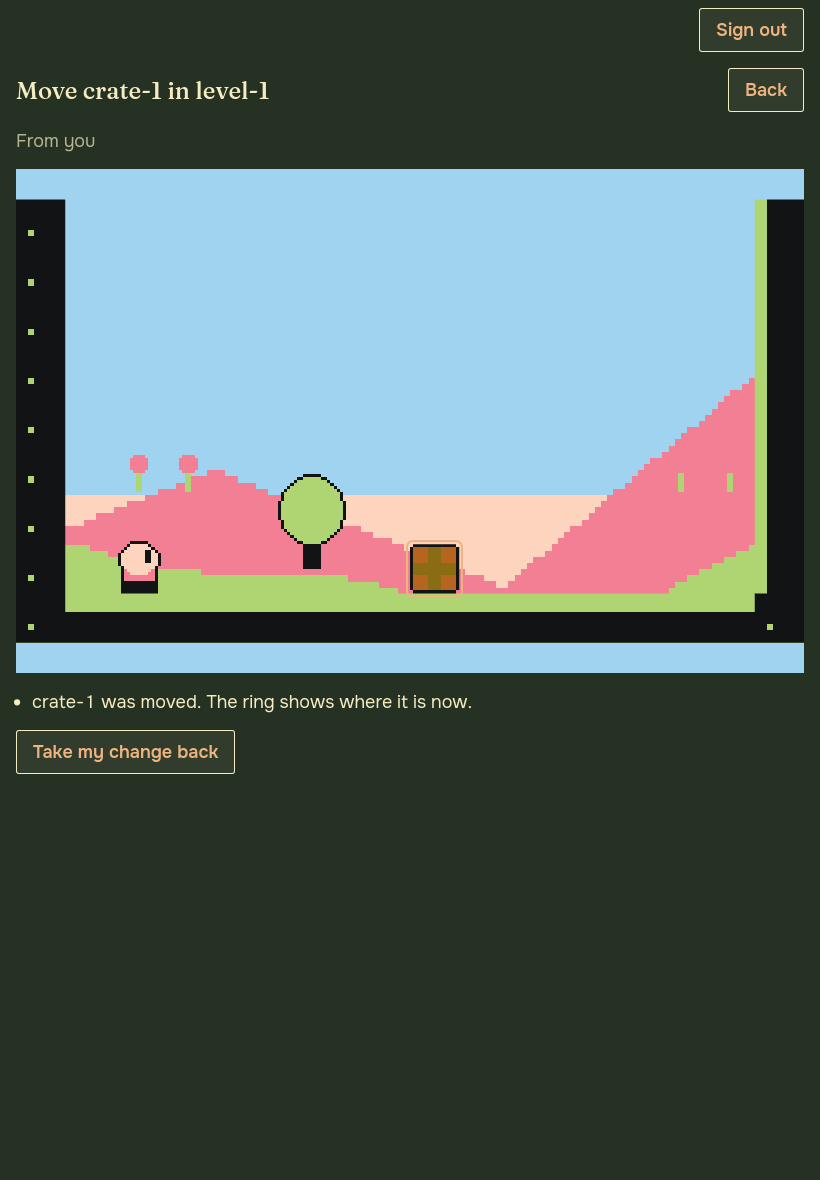 Sign out
Move crate-1 in level-1
Back
From you
crate-1 was moved. The ring shows where it is now.
Take my change back